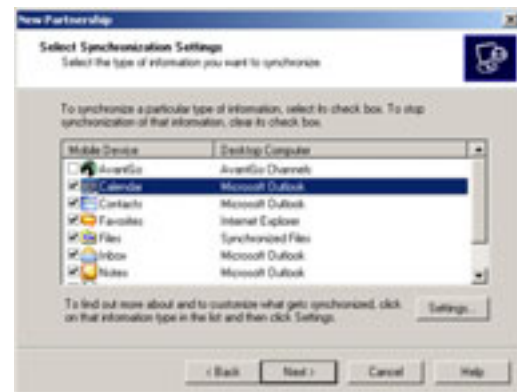 New Partnership
Select Synchronization Settings
Select the type of information you want to synchronize
To synchronize a particular type of information, select its check box. To stop
synchronization of that information, clear its check box.
Mobile Device Desktop Computer
AvantGo AvantGo Channels
Calendar Microsoft Outlook
Contacts Microsoft Outlook
Favorites Internet Explorer
Files Synchronized Files
Inbox Microsoft Outlook
Notes Microsoft Outlook
To find out more about and to customize what gets synchronized, click
on that information type in the list and then click Settings.
Settings...
< Back Next > Cancel Help